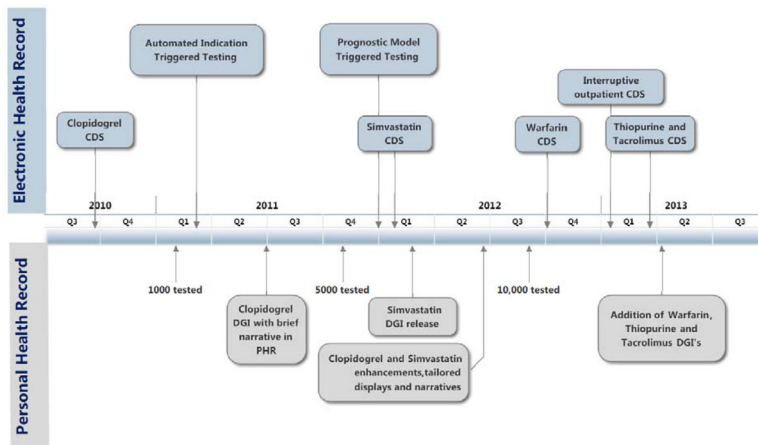 Electronic Health Record
Automated Indication
Triggered Testing
Prognostic Model
Triggered Testing
Interruptive
outpatient CDS
Clopidogrel
CDS
Simvastatin
CDS
Warfarin
CDS
Thiopurine and
Tacrolimus CDS
2010 2011 2012 2013
Q3 Q4 Q1 Q2 Q3 Q4 Q1 Q2 Q3 Q4 Q1 Q2 Q3
Personal Health Record
1000 tested
5000 tested
10,000 tested
Clopidogrel
DGI with brief
narrative in
PHR
Simvastatin
DGI release
Clopidogrel and Simvastatin
enhancements,tailored
displays and narratives
Addition of Warfarin,
Thiopurine and
Tacrolimus DGI's